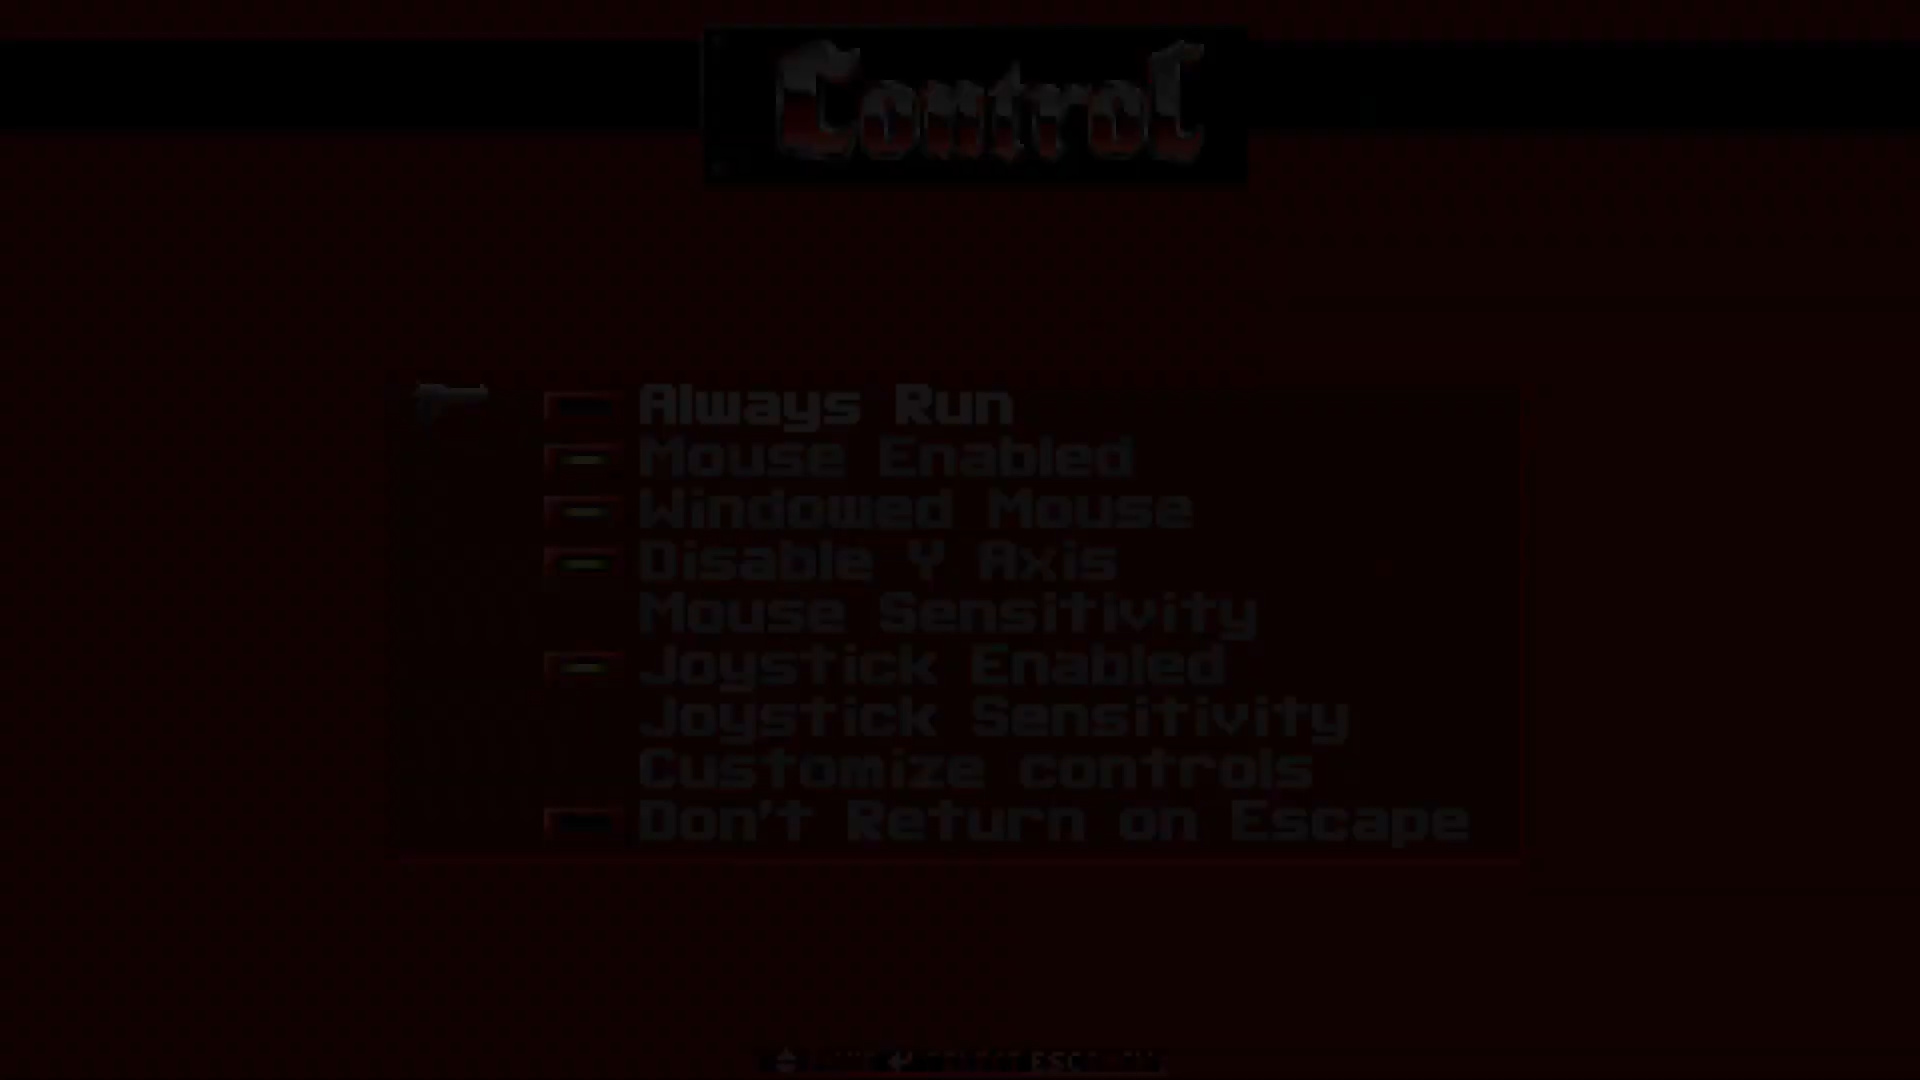 Control
Always Run
Mouse Enabled
Windowed Mouse
Disable Y Axis
Mouse Sensitivity
Joystick Enabled
Joystick Sensitivity
Customize controls
Don't Return on Escape
ESC